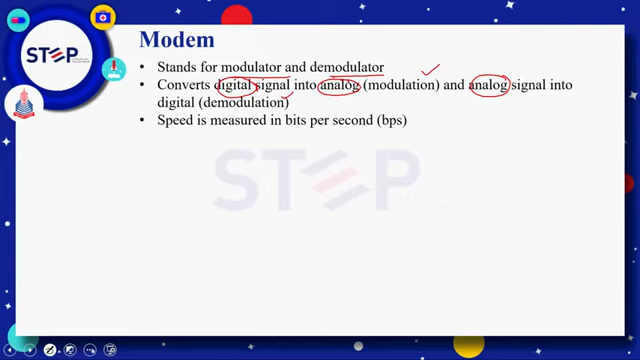 STEP
Modem
• Stands for modulator and demodulator
• Converts digital signal into analog (modulation) and analog signal into
digital (demodulation)
• Speed is measured in bits per second (bps)
STEP